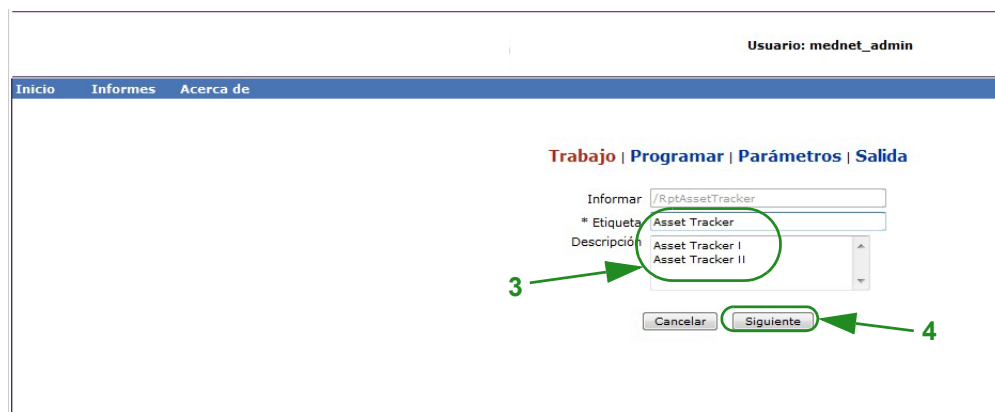 Usuario: mednet_admin
Inicio Informes Acerca de
Trabajo | Programar | Parámetros | Salida
Informar /RptAssetTracker
* Etiqueta Asset Tracker
Descripción Asset Tracker I
Asset Tracker II
3
Cancelar Siguiente
4